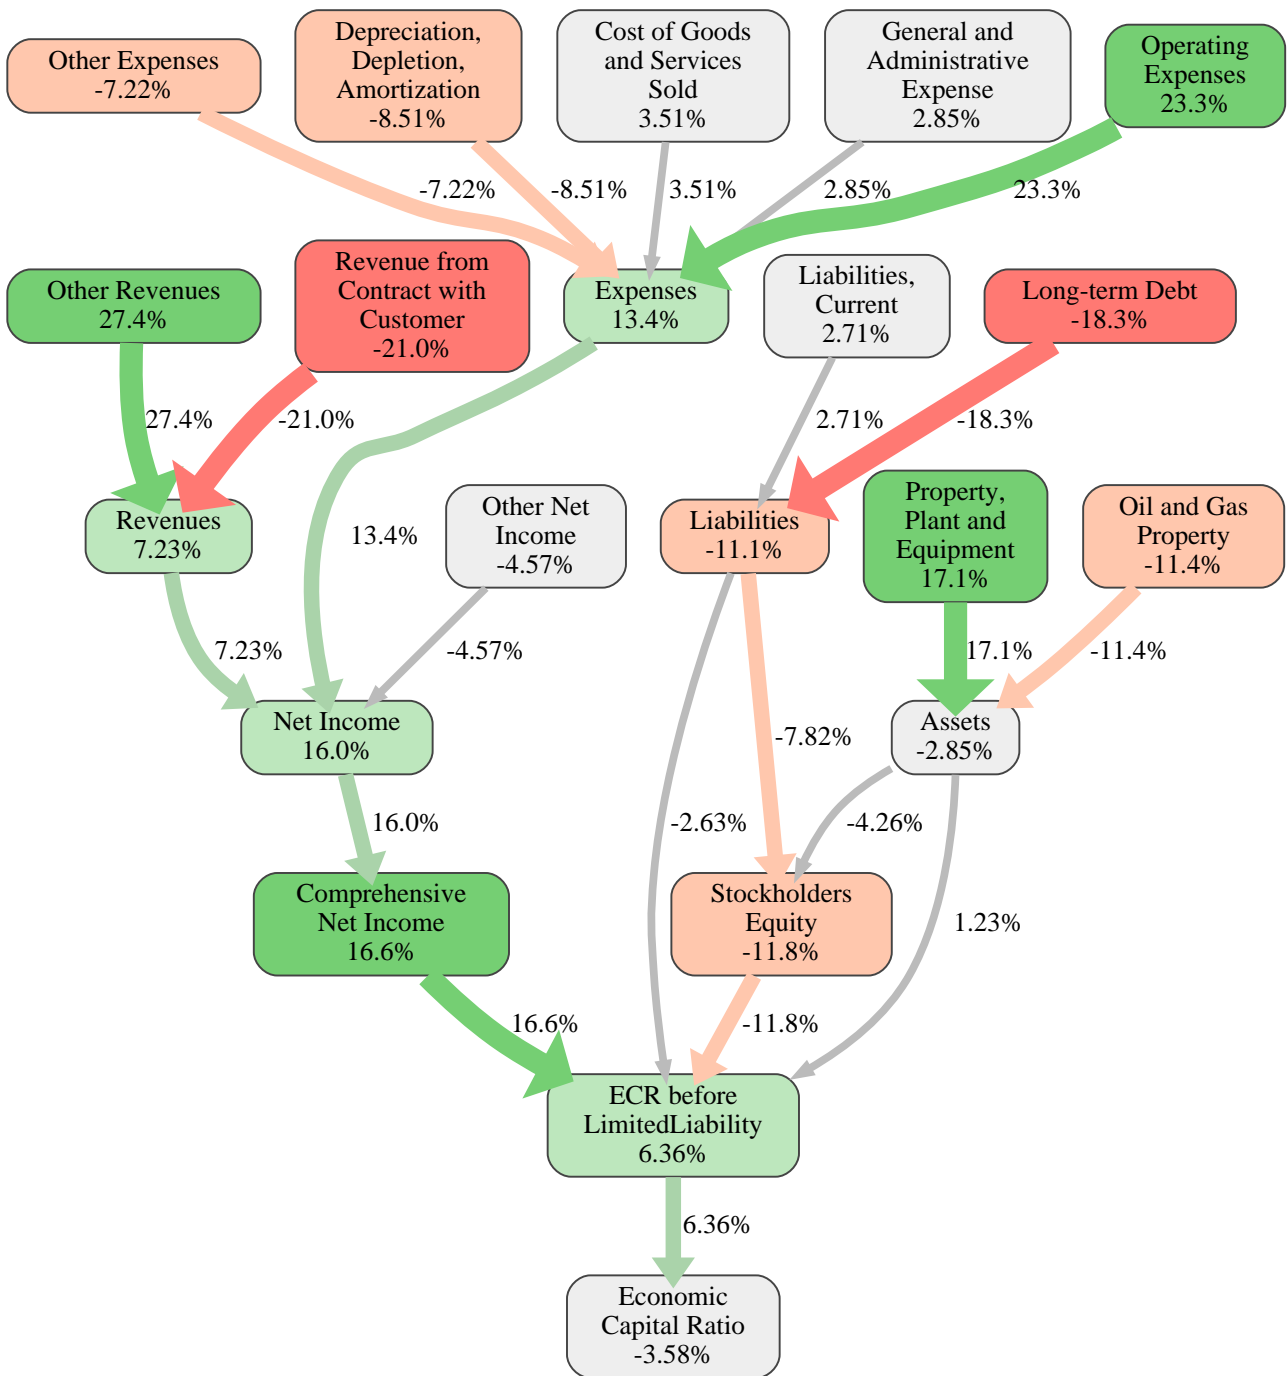 Other Expenses
-7.22%
Depreciation,
Depletion,
Amortization
-8.51%
Cost of Goods
and Services
Sold
3.51%
General and
Administrative
Expense
2.85%
Operating
Expenses
23.3%
-7.22%
-8.51%
3.51%
2.85%
23.3%
Other Revenues
27.4%
Revenue from
Contract with
Customer
-21.0%
Expenses
13.4%
Liabilities,
Current
2.71%
Long-term Debt
-18.3%
27.4%
-21.0%
2.71%
-18.3%
13.4%
Revenues
7.23%
Other Net
Income
-4.57%
Liabilities
-11.1%
Property,
Plant and
Equipment
17.1%
Oil and Gas
Property
-11.4%
7.23%
-4.57%
17.1%
-11.4%
Net Income
16.0%
-7.82%
Assets
-2.85%
16.0%
-2.63%
-4.26%
Comprehensive
Net Income
16.6%
Stockholders
Equity
-11.8%
1.23%
16.6%
-11.8%
ECR before
LimitedLiability
6.36%
6.36%
Economic
Capital Ratio
-3.58%